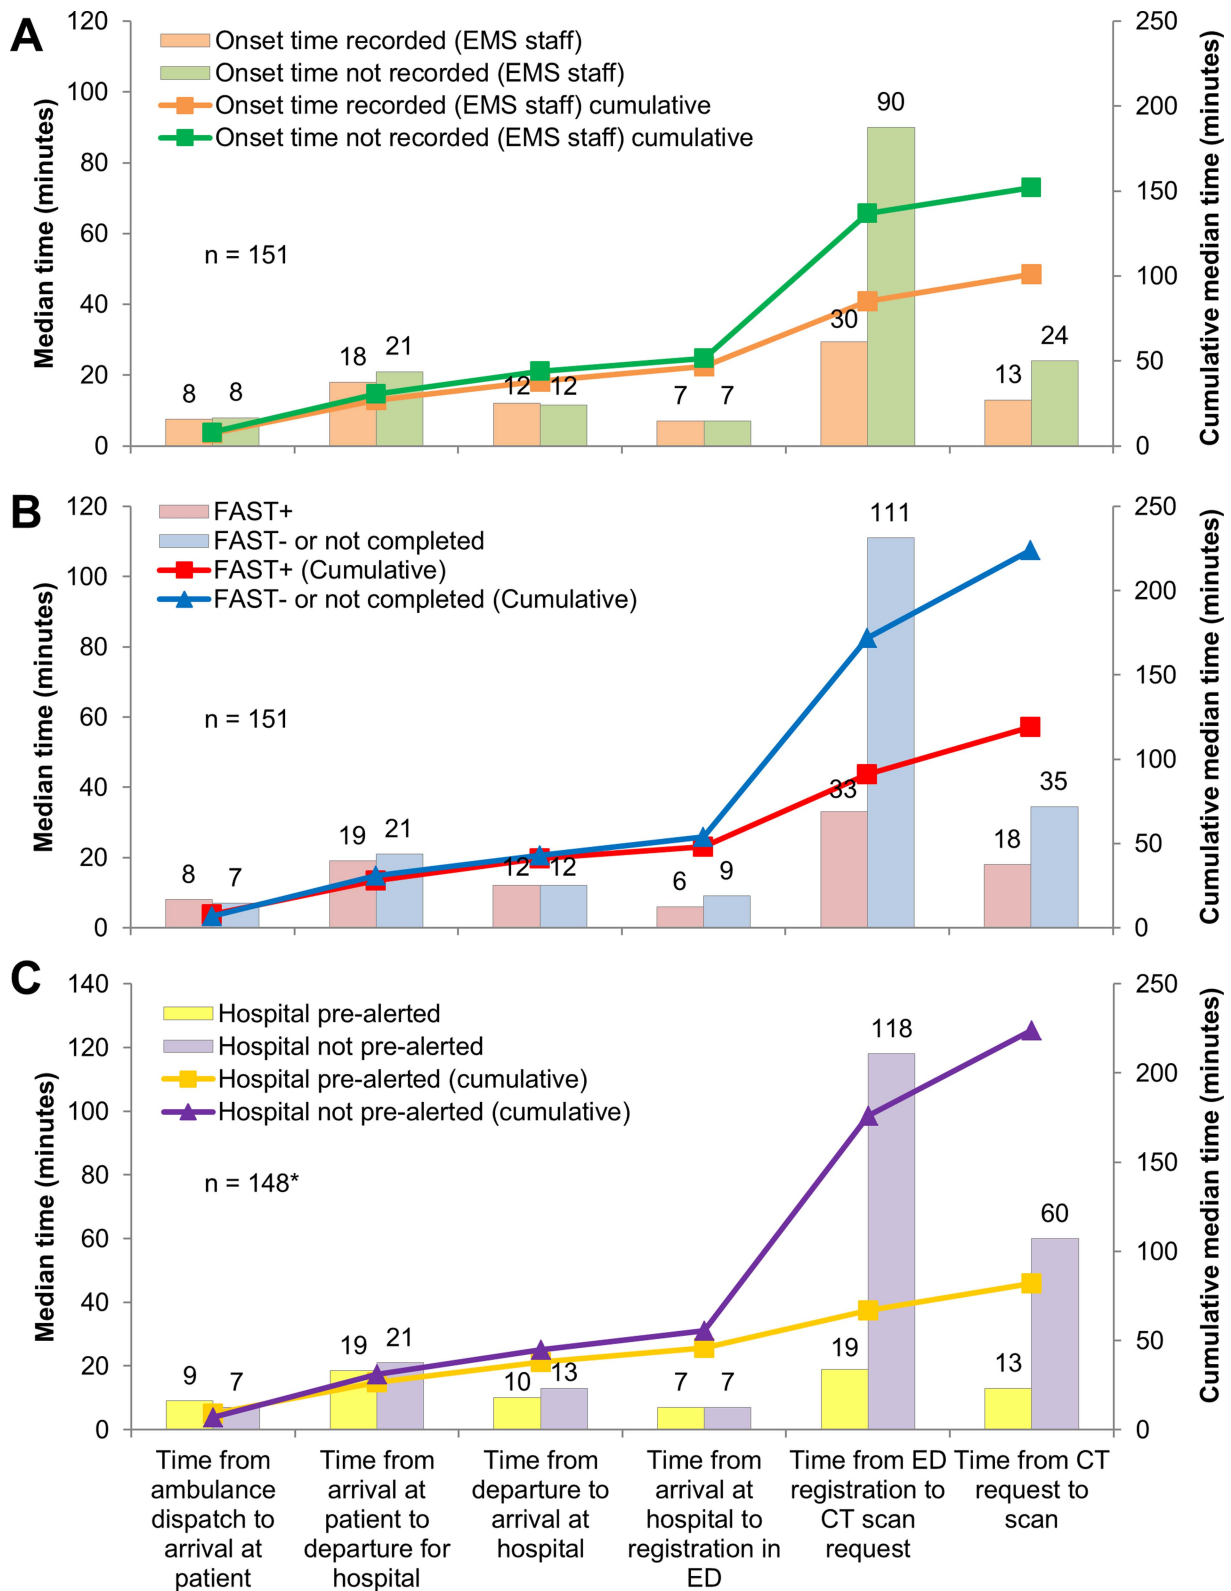 A
Median time (minutes)
Cumulative median time (minutes)
120
100
80
60
40
20
0
250
200
150
100
50
0
Onset time recorded (EMS staff)
Onset time not recorded (EMS staff)
Onset time recorded (EMS staff) cumulative
Onset time not recorded (EMS staff) cumulative
n = 151
8
8
18
21
12
12
7
7
30
90
13
24
B
Median time (minutes)
Cumulative median time (minutes)
120
100
80
60
40
20
0
250
200
150
100
50
0
FAST+
FAST- or not completed
FAST+ (Cumulative)
FAST- or not completed (Cumulative)
n = 151
8
7
19
21
12
12
6
9
33
111
18
35
C
Median time (minutes)
Cumulative median time (minutes)
140
120
100
80
60
40
20
0
250
200
150
100
50
0
Hospital pre-alerted
Hospital not pre-alerted
Hospital pre-alerted (cumulative)
Hospital not pre-alerted (cumulative)
n = 148*
9
7
19
21
10
13
7
7
19
118
13
60
Time from
ambulance
dispatch to
arrival at
patient
Time from
arrival at
patient to
departure for
hospital
Time from
departure to
arrival at
hospital
Time from
arrival at
hospital to
registration in
ED
Time from ED
registration to
CT scan
request
Time from CT
request to
scan